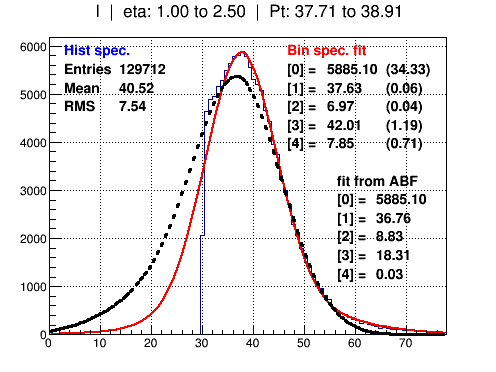 I | eta: 1.00 to 2.50 | Pt: 37.71 to 38.91
Hist spec.
Entries 129712
Mean 40.52
RMS 7.54
Bin spec. fit
[0] = 5885.10 (34.33)
[1] = 37.63 (0.06)
[2] = 6.97 (0.04)
[3] = 42.01 (1.19)
[4] = 7.85 (0.71)
fit from ABF
[0] = 5885.10
[1] = 36.76
[2] = 8.83
[3] = 18.31
[4] = 0.03
6000
5000
4000
3000
2000
1000
0
0 10 20 30 40 50 60 70